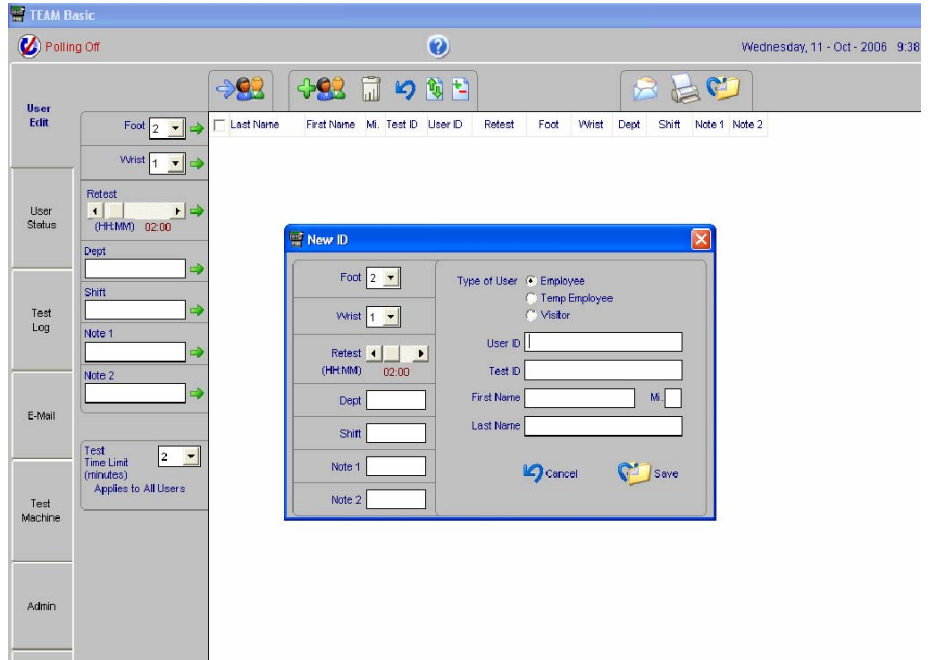 TEAM Basic
Polling Off
?
Wednesday, 11 - Oct - 2006 9:38
User
Edit
User
Status
Test
Log
E-Mail
Test
Machine
Admin
Foot 2
Wrist 1
Retest
(HH:MM) 02:00
Dept
Shift
Note 1
Note 2
Test
Time Limit
(minutes)
2
Applies to All Users
Last Name First Name Mi. Test ID User ID Retest Foot Wrist Dept Shift Note 1 Note 2
New ID
Foot 2
Wrist 1
Retest
(HH:MM) 02:00
Dept
Shift
Note 1
Note 2
Type of User Employee
Temp Employee
Visitor
User ID
Test ID
First Name Mi.
Last Name
Cancel Save